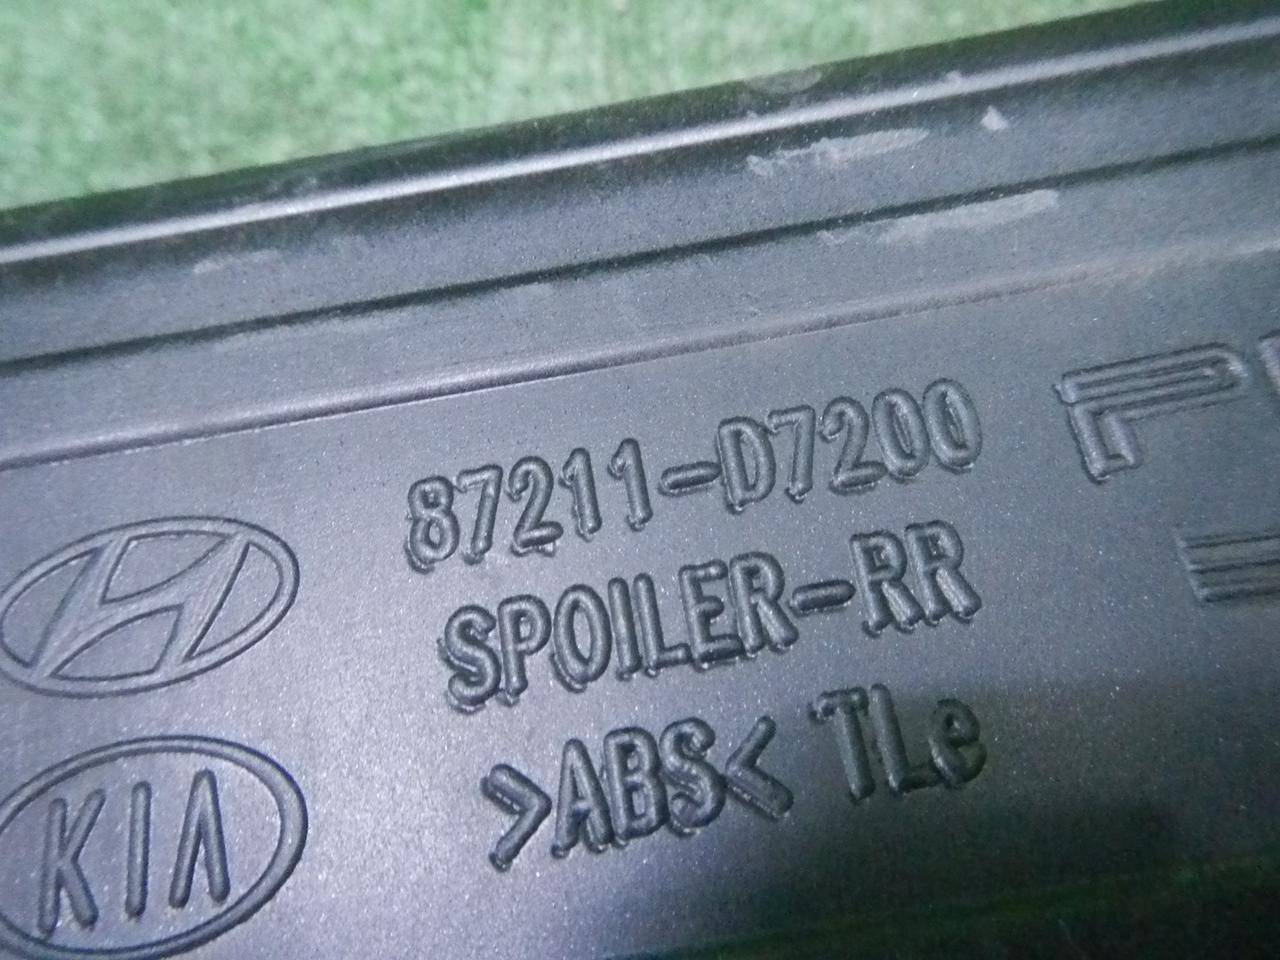 87211-D7200
SPOILER-RR
>ABS< TLe
KIA